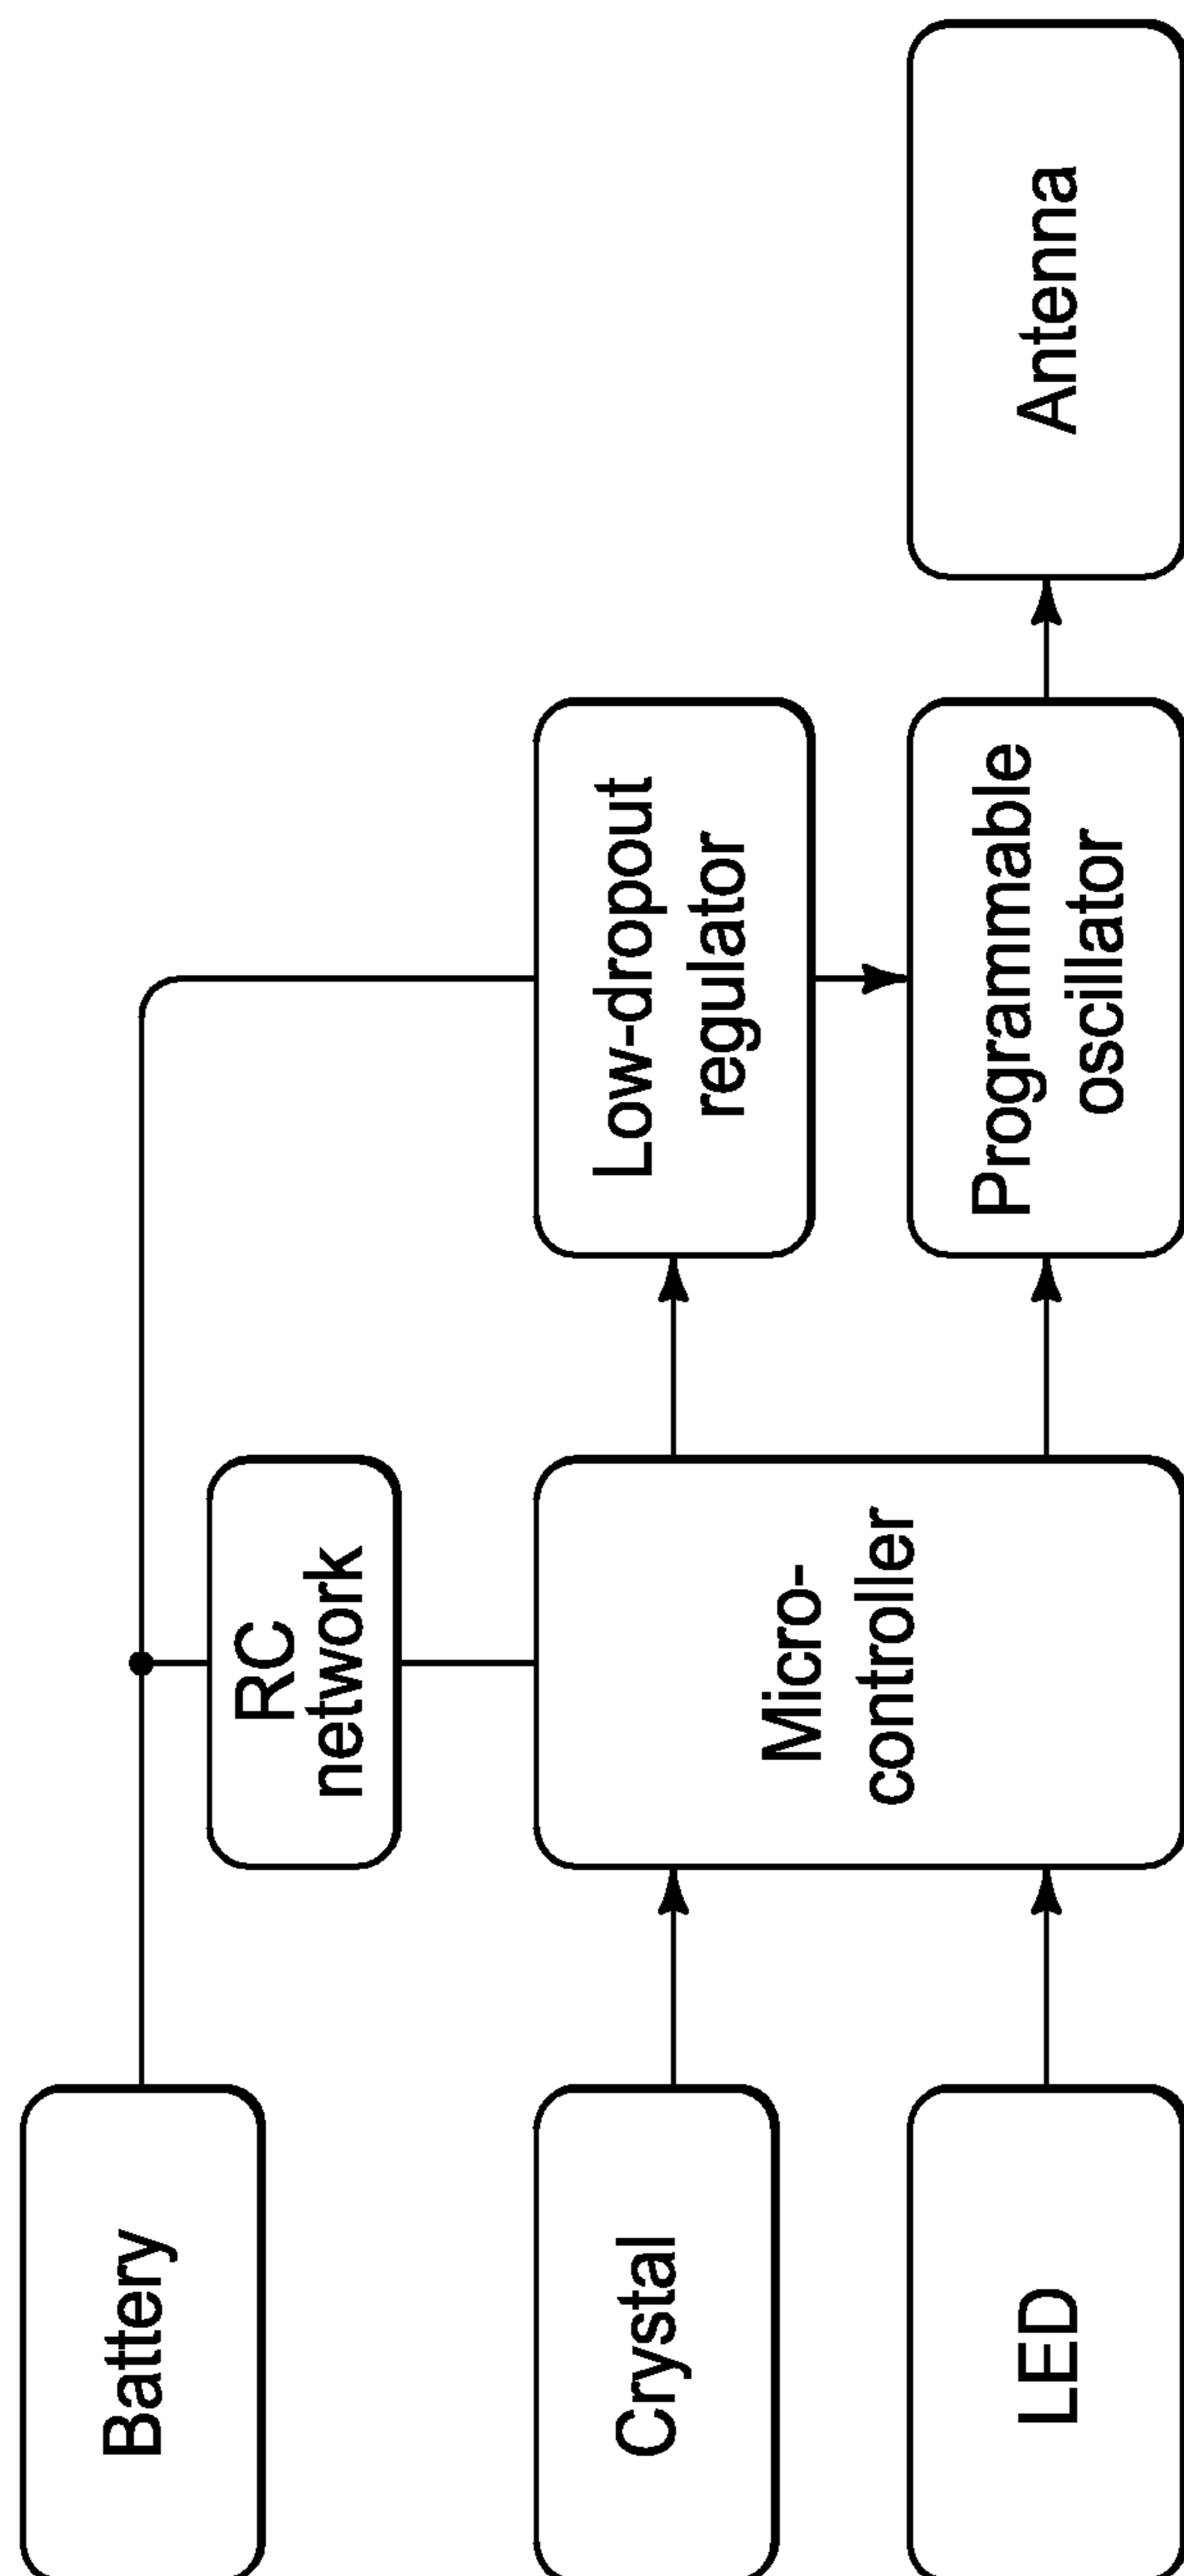 Battery
RC
network
Crystal
Micro-
controller
Low-dropout
regulator
LED
Programmable
oscillator
Antenna